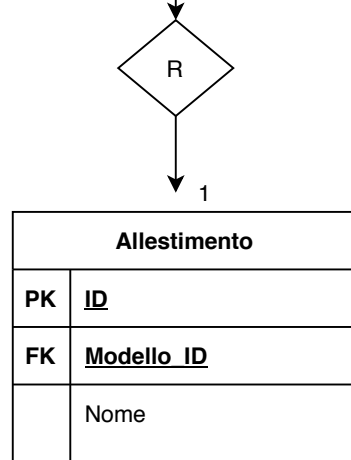 R
1
Allestimento
PK ID
FK Modello_ID
Nome